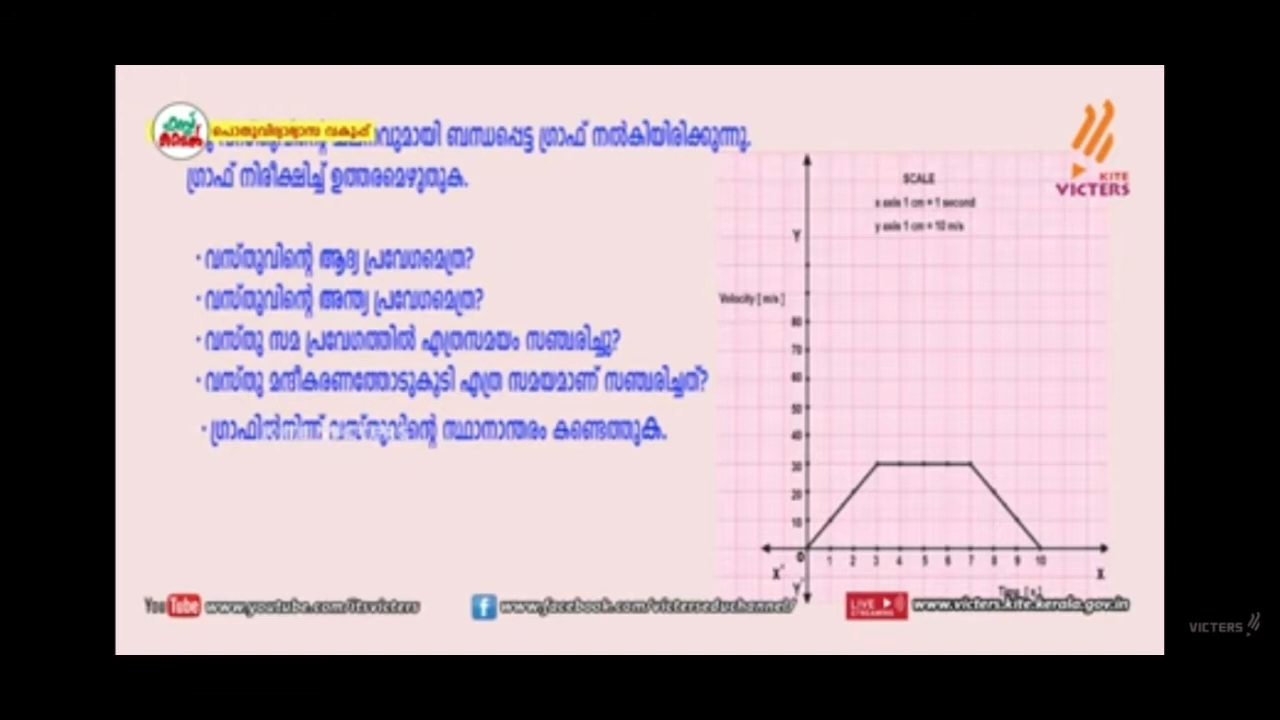 പൊതുവിദ്യാഭ്യാസ വകുപ്പ്
ബന്ധപ്പെട്ട ഗ്രാഫ് നൽകിയിരിക്കുന്നു.
ഗ്രാഫ് നിരീക്ഷിച്ച് ഉത്തരമെഴുതുക.
• വസ്തുവിന്റെ ആദ്യ പ്രവേഗമെത്ര?
• വസ്തുവിന്റെ അന്ത്യ പ്രവേഗമെത്ര?
• വസ്തു സമ പ്രവേഗത്തിൽ എത്രസമയം സഞ്ചരിച്ചു?
• വസ്തു മന്ദീകരണത്തോടുകൂടി എത്ര സമയമാണ് സഞ്ചരിച്ചത്?
• ഗ്രാഫിൽനിന്ന് വസ്തുവിന്റെ സ്ഥാനാന്തരം കണ്ടെത്തുക.
KITE
VICTERS
SCALE
x axis 1 cm = 1 second
y axis 1 cm = 10 m/s
Y
Velocity [ m/s ]
80
70
60
50
40
30
20
10
O 1 2 3 4 5 6 7 8 9 10
X' X
Y'
Time [ s ]
YouTube www.youtube.com/itsvicters
f www.facebook.com/victerseduchannel/
LIVE STREAMING www.victers.kite.kerala.gov.in
VICTERS